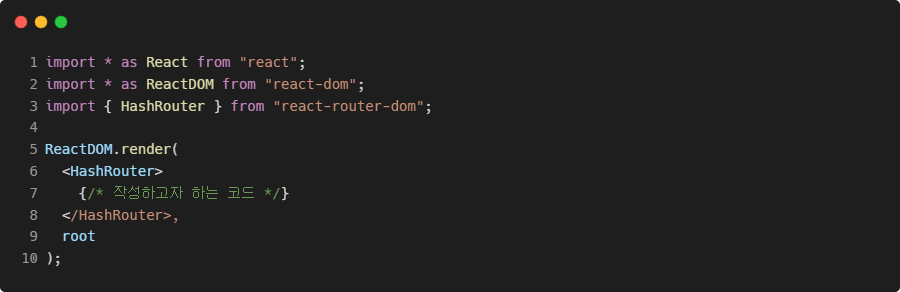 1 import * as React from "react";
2 import * as ReactDOM from "react-dom";
3 import { HashRouter } from "react-router-dom";
4
5 ReactDOM.render(
6   <HashRouter>
7     {/* 작성하고자 하는 코드 */}
8   </HashRouter>,
9   root
10 );